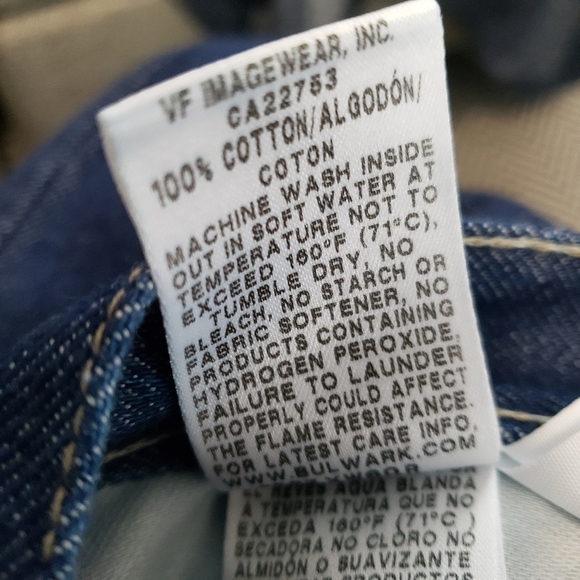 VF IMAGEWEAR, INC.
CA22753
100% COTTON/ALGODÓN/
COTON
MACHINE WASH INSIDE
OUT IN SOFT WATER AT
TEMPERATURE NOT TO
EXCEED 160°F (71°C),
TUMBLE DRY, NO
BLEACH, NO STARCH OR
FABRIC SOFTENER, NO
PRODUCTS CONTAINING
HYDROGEN PEROXIDE,
FAILURE TO LAUNDER
PROPERLY COULD AFFECT
THE FLAME RESISTANCE.
FOR LATEST CARE INFO.
WWW.BULWARK.COM
EL REVES AGUA BLANDA
A TEMPERATURA QUE NO
EXCEDA 160°F (71°C)
SECADORA NO CLORO NO
ALMIDON O SUAVIZANTE